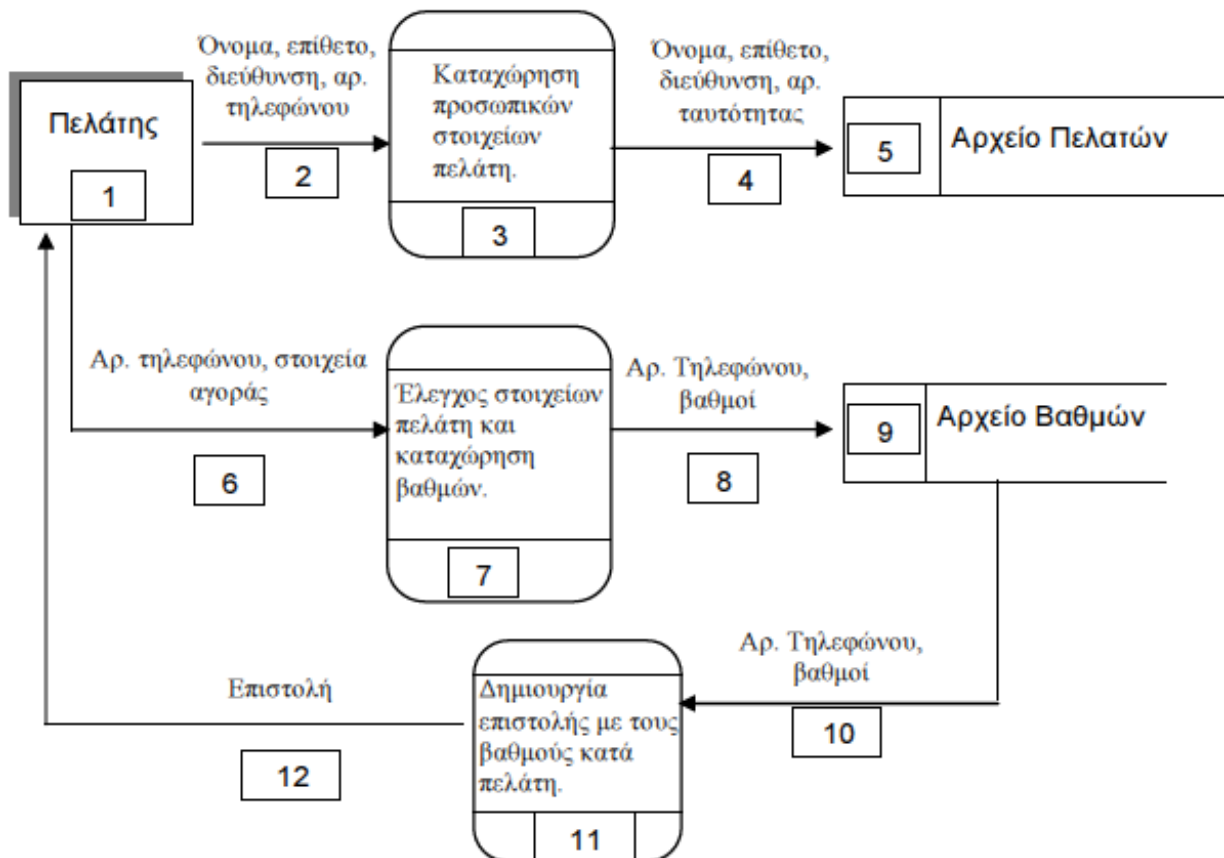 Πελάτης
1
Όνομα, επίθετο,
διεύθυνση, αρ.
τηλεφώνου
2
Καταχώρηση
προσωπικών
στοιχείων
πελάτη.
3
Όνομα, επίθετο,
διεύθυνση, αρ.
ταυτότητας
4
5
Αρχείο Πελατών
Αρ. τηλεφώνου, στοιχεία
αγοράς
6
Έλεγχος στοιχείων
πελάτη και
καταχώρηση
βαθμών.
7
Αρ. Τηλεφώνου,
βαθμοί
8
9
Αρχείο Βαθμών
Αρ. Τηλεφώνου,
βαθμοί
10
Δημιουργία
επιστολής με τους
βαθμούς κατά
πελάτη.
11
Επιστολή
12